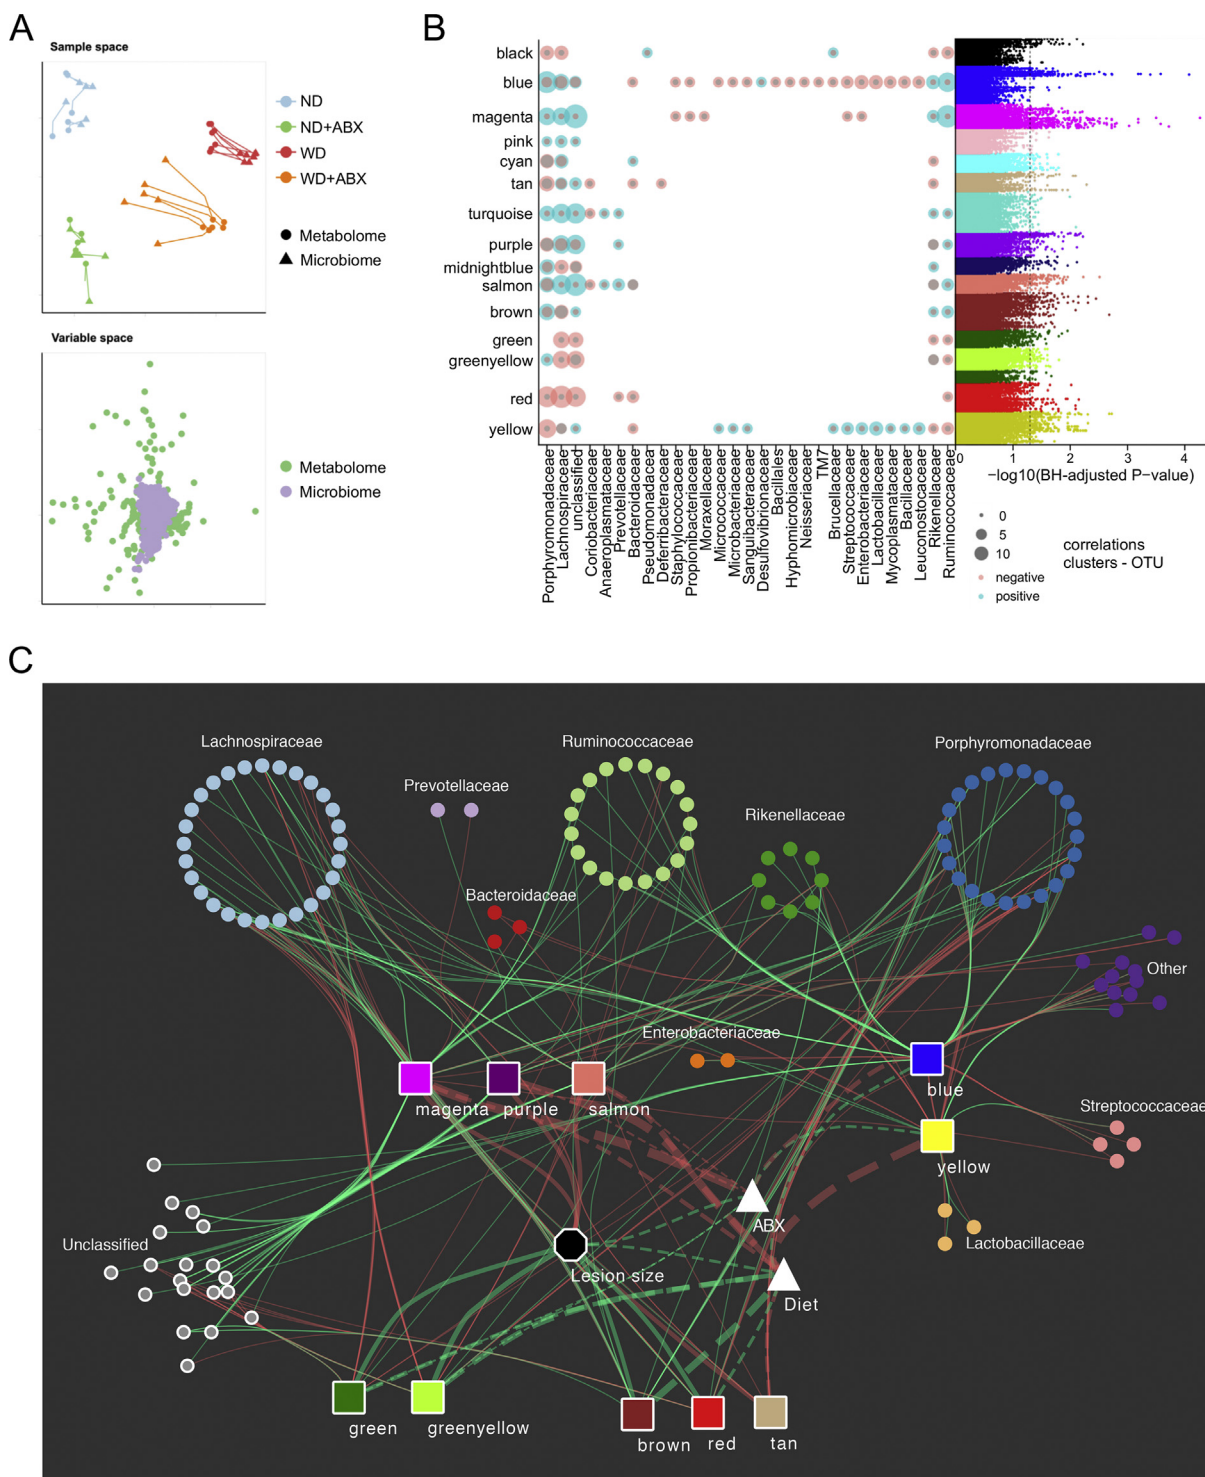 A
Sample space
ND
ND+ABX
WD
WD+ABX
Metabolome
Microbiome
Variable space
Metabolome
Microbiome
B
black
blue
magenta
pink
cyan
tan
turquoise
purple
midnightblue
salmon
brown
green
greenyellow
red
yellow
Porphyromonadaceae
Lachnospiraceae
unclassified
Coriobacteriaceae
Anaeroplasmataceae
Prevotellaceae
Bacteroidaceae
Pseudomonadacea
Deferribacteraceae
Staphylococcaceae
Propionibacteriaceae
Moraxellaceae
Micrococcaceae
Microbacteriaceae
Sanguibacteraceae
Desulfovibrionaceae
Bacillales
Hyphomicrobiaceae
Neisseriaceae
TM7
Brucellaceae
Streptococcaceae
Enterobacteriaceae
Lactobacillaceae
Mycoplasmataceae
Bacillaceae
Leuconostocaceae
Rikenellaceae
Ruminococcaceae
0 1 2 3 4
−log10(BH-adjusted P-value)
0
5
10
negative
positive
correlations
clusters - OTU
C
Lachnospiraceae
Ruminococcaceae
Porphyromonadaceae
Prevotellaceae
Rikenellaceae
Bacteroidaceae
Other
Enterobacteriaceae
magenta
purple
salmon
blue
Streptococcaceae
yellow
ABX
Unclassified
Lactobacillaceae
Lesion size
Diet
green
greenyellow
brown
red
tan